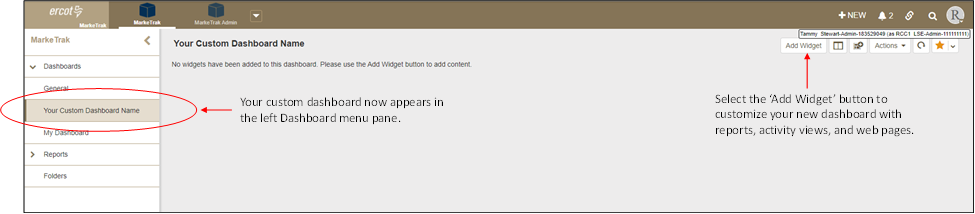 ercot
MarkeTrak
MarkeTrak
MarkeTrak Admin
+ NEW
2
R
MarkeTrak
Your Custom Dashboard Name
Tammy Stewart-Admin-183529049 (as RCC1 LSE-Admin-111111111)
Add Widget
Actions
Dashboards
No widgets have been added to this dashboard. Please use the Add Widget button to add content.
General
Your Custom Dashboard Name
My Dashboard
Reports
Folders
Your custom dashboard now appears in
the left Dashboard menu pane.
Select the 'Add Widget' button to
customize your new dashboard with
reports, activity views, and web pages.